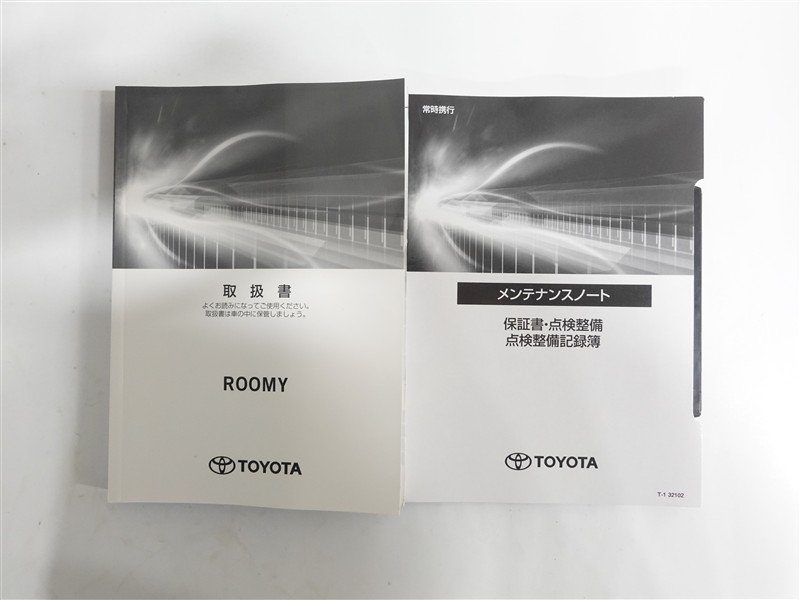 取扱書
よくお読みになってご使用ください。
取扱書は車の中に保管しましょう。
ROOMY
TOYOTA
常時携行
メンテナンスノート
保証書・点検整備
点検整備記録簿
TOYOTA
T-1 32102